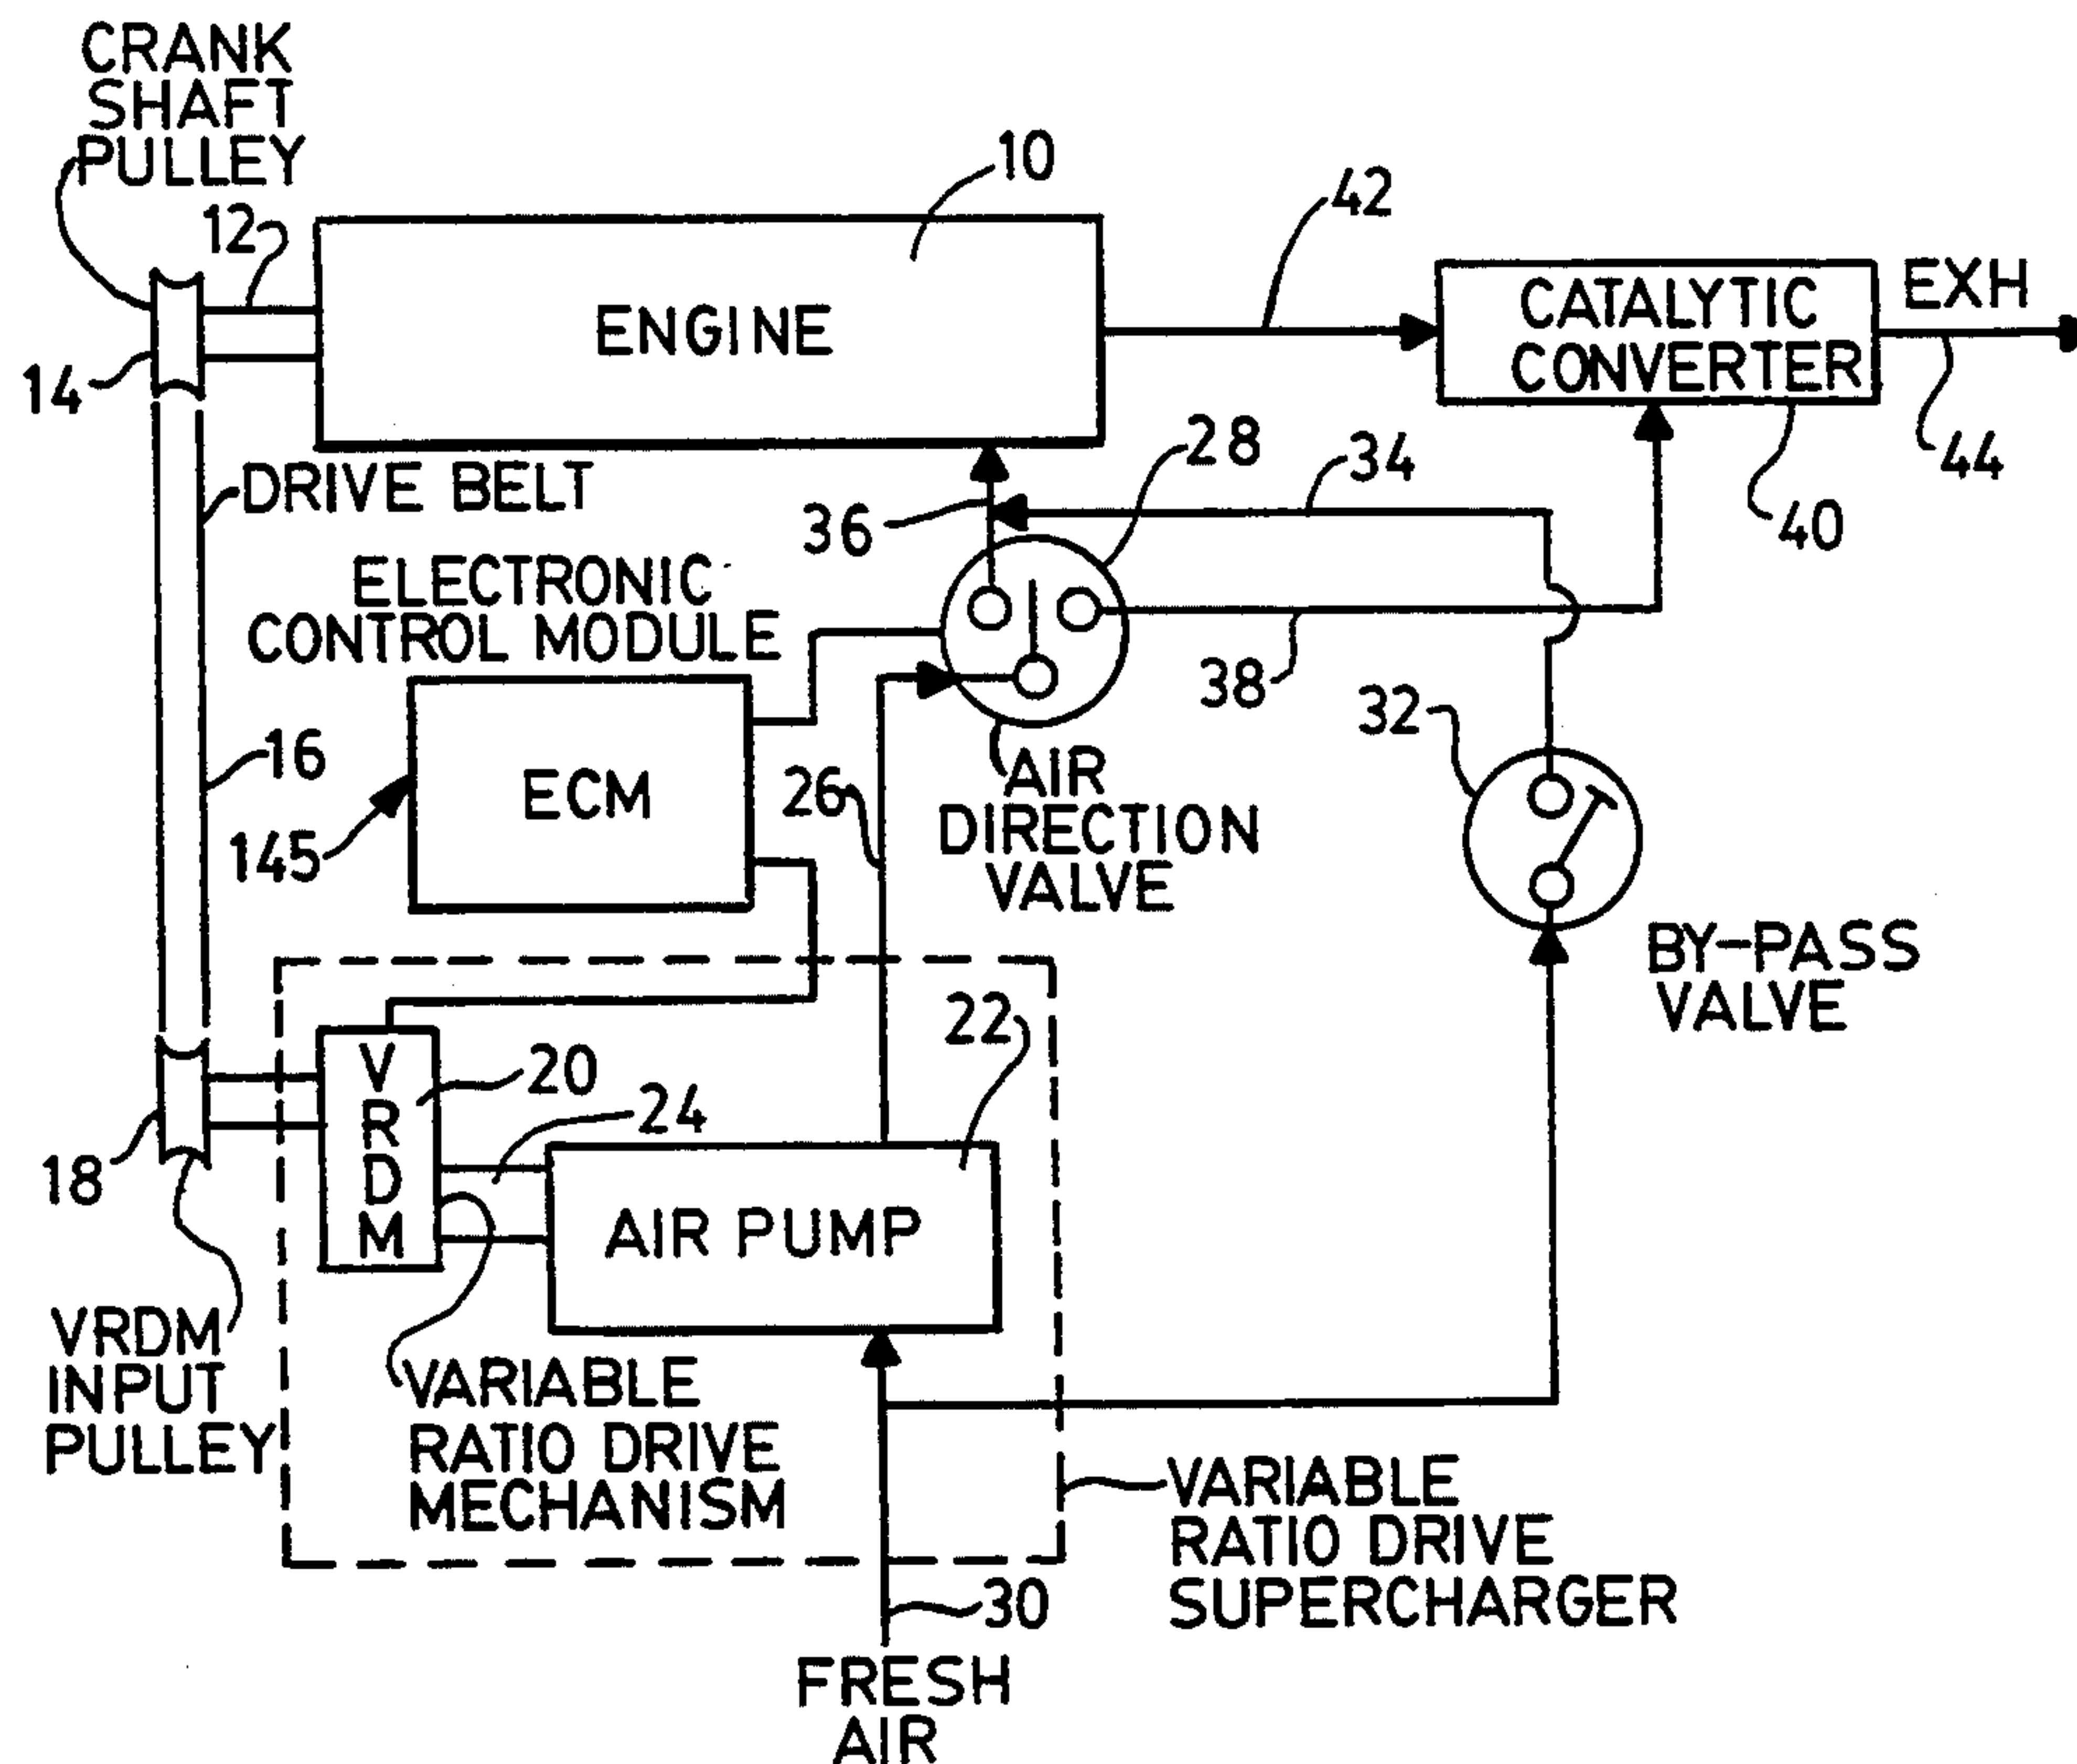 CRANK
SHAFT
PULLEY
10
42
12
ENGINE
CATALYTIC
CONVERTER
EXH
14
28
34
44
DRIVE BELT
36
40
ELECTRONIC
CONTROL MODULE
38
32
16
ECM
26
AIR
DIRECTION
VALVE
145
BY-PASS
VALVE
22
VRDM
20
24
18
AIR PUMP
VRDM
INPUT
PULLEY
VARIABLE
RATIO DRIVE
MECHANISM
VARIABLE
RATIO DRIVE
SUPERCHARGER
30
FRESH
AIR